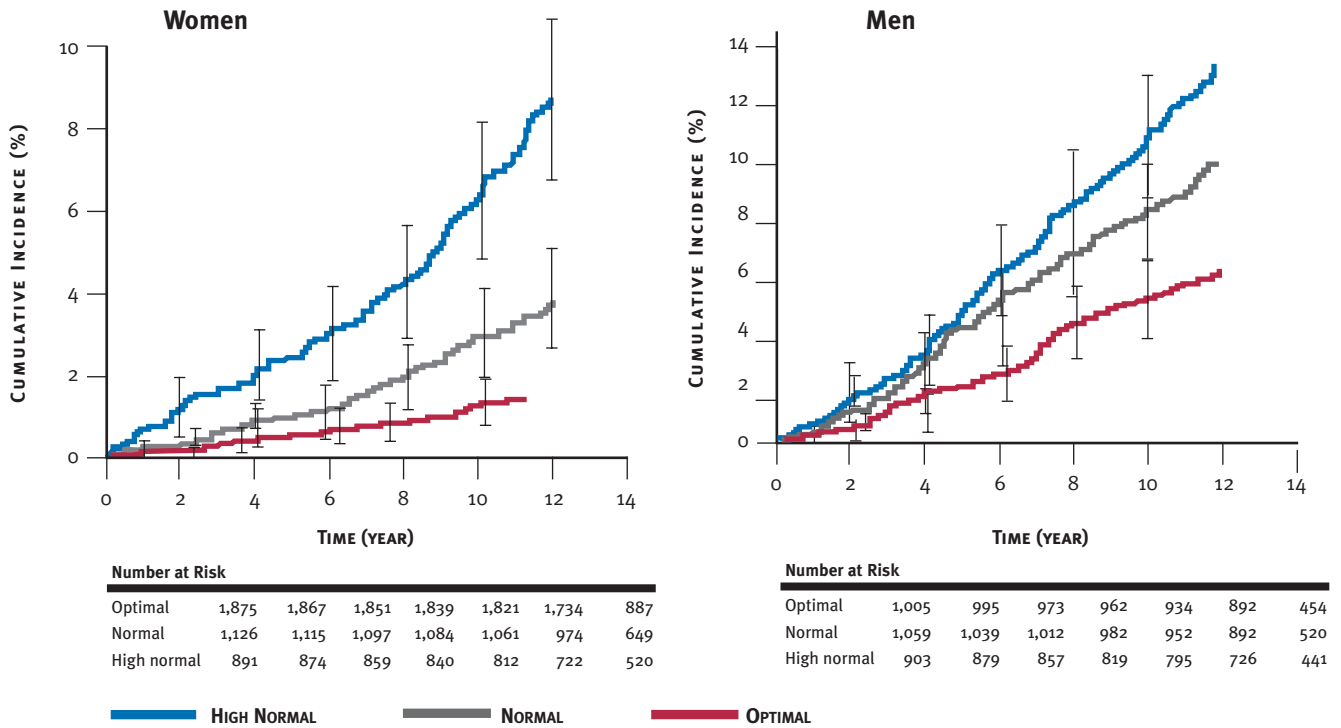 Women
Cumulative Incidence (%)
10
8
6
4
2
0
0 2 4 6 8 10 12 14
Time (year)
Number at Risk
Optimal 1,875 1,867 1,851 1,839 1,821 1,734 887
Normal 1,126 1,115 1,097 1,084 1,061 974 649
High normal 891 874 859 840 812 722 520
Men
Cumulative Incidence (%)
14
12
10
8
6
4
2
0
0 2 4 6 8 10 12 14
Time (year)
Number at Risk
Optimal 1,005 995 973 962 934 892 454
Normal 1,059 1,039 1,012 982 952 892 520
High normal 903 879 857 819 795 726 441
High Normal Normal Optimal